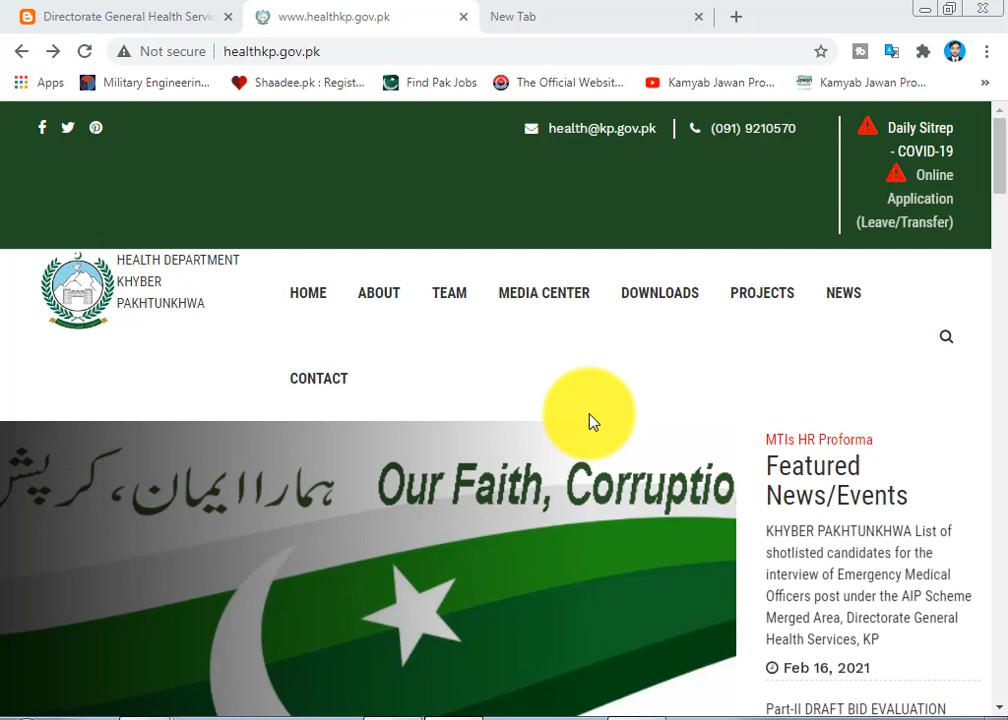 Directorate General Health Servic
www.healthkp.gov.pk
New Tab
Not secure
healthkp.gov.pk
Apps
Military Engineerin...
Shaadee.pk : Regist...
Find Pak Jobs
The Official Websit...
Kamyab Jawan Pro...
Kamyab Jawan Pro...
health@kp.gov.pk
(091) 9210570
Daily Sitrep
- COVID-19
Online
Application
(Leave/Transfer)
HEALTH DEPARTMENT
KHYBER
PAKHTUNKHWA
HOME
ABOUT
TEAM
MEDIA CENTER
DOWNLOADS
PROJECTS
NEWS
CONTACT
ہمارا ایمان، کرپش
Our Faith, Corruptio
MTIs HR Proforma
Featured
News/Events
KHYBER PAKHTUNKHWA List of
shotlisted candidates for the
interview of Emergency Medical
Officers post under the AIP Scheme
Merged Area, Directorate General
Health Services, KP
Feb 16, 2021
Part-II DRAFT BID EVALUATION